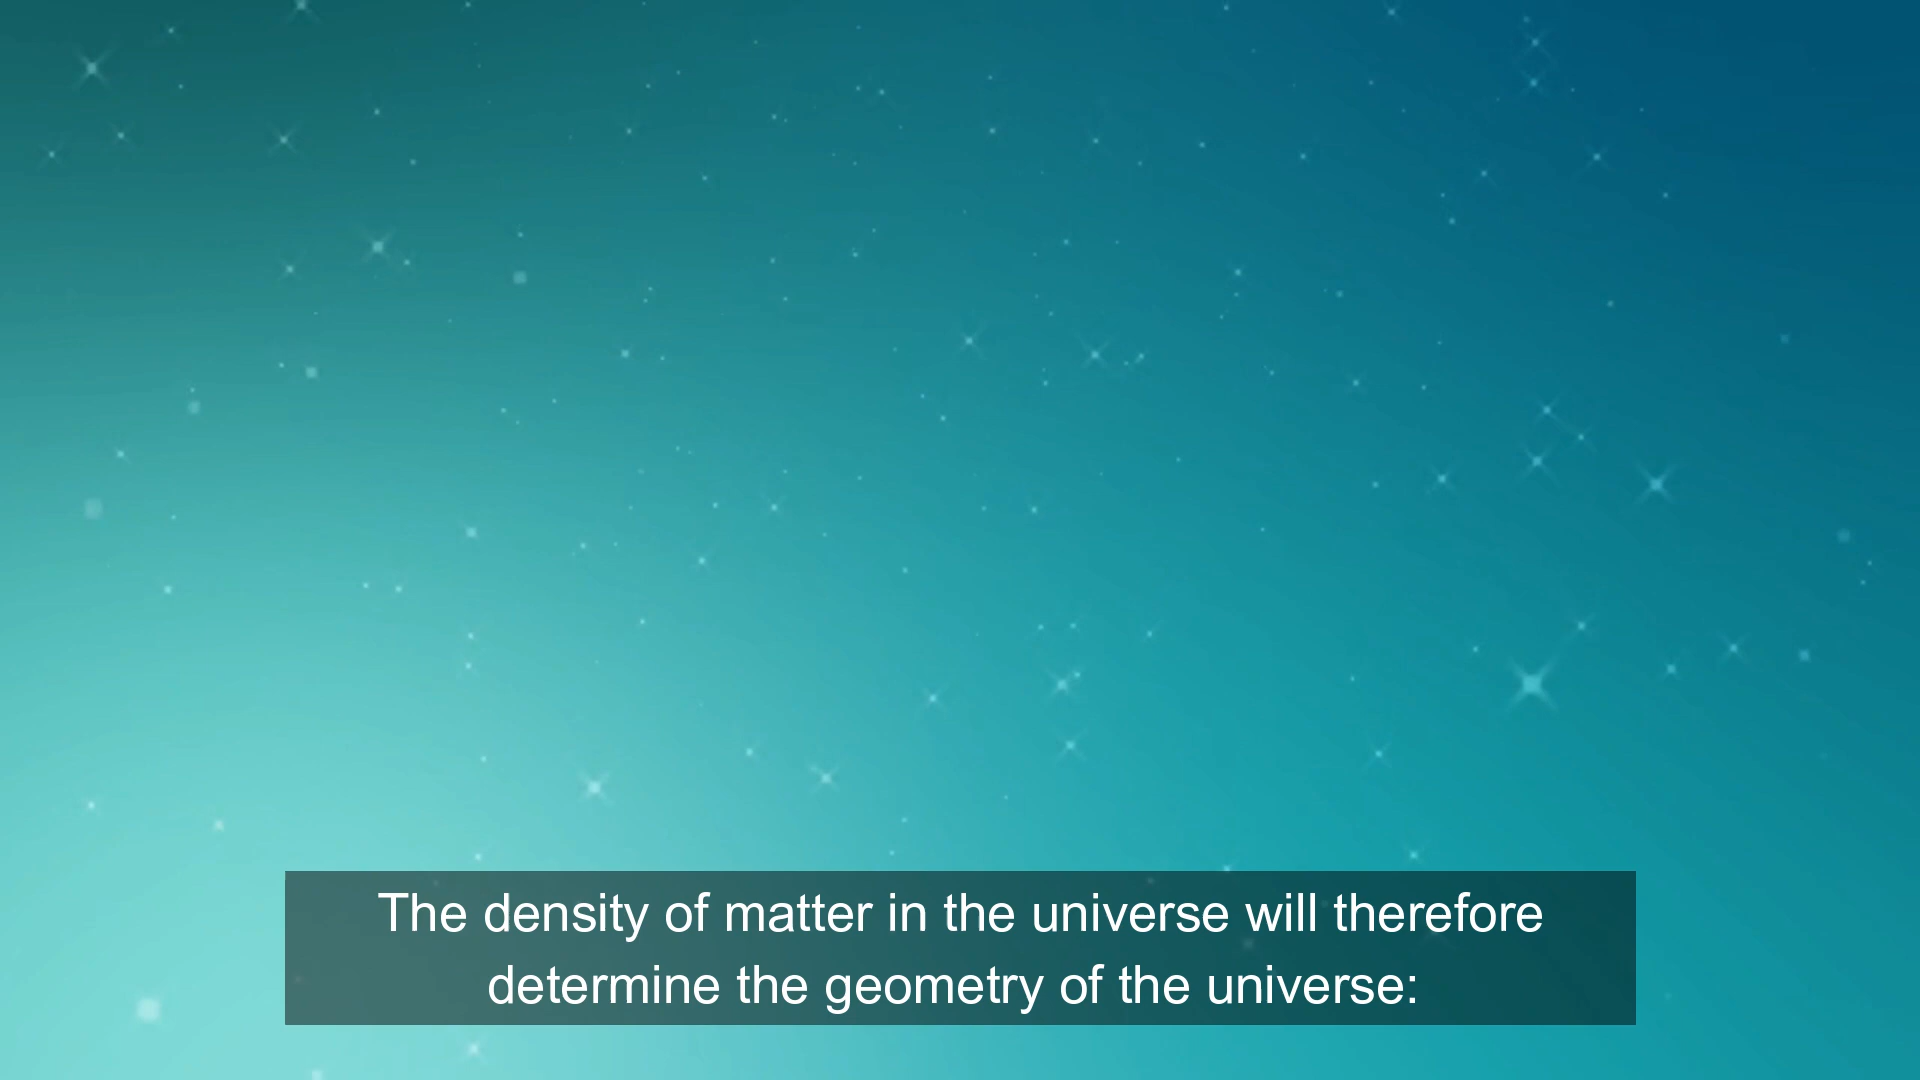 The density of matter in the universe will therefore
determine the geometry of the universe: